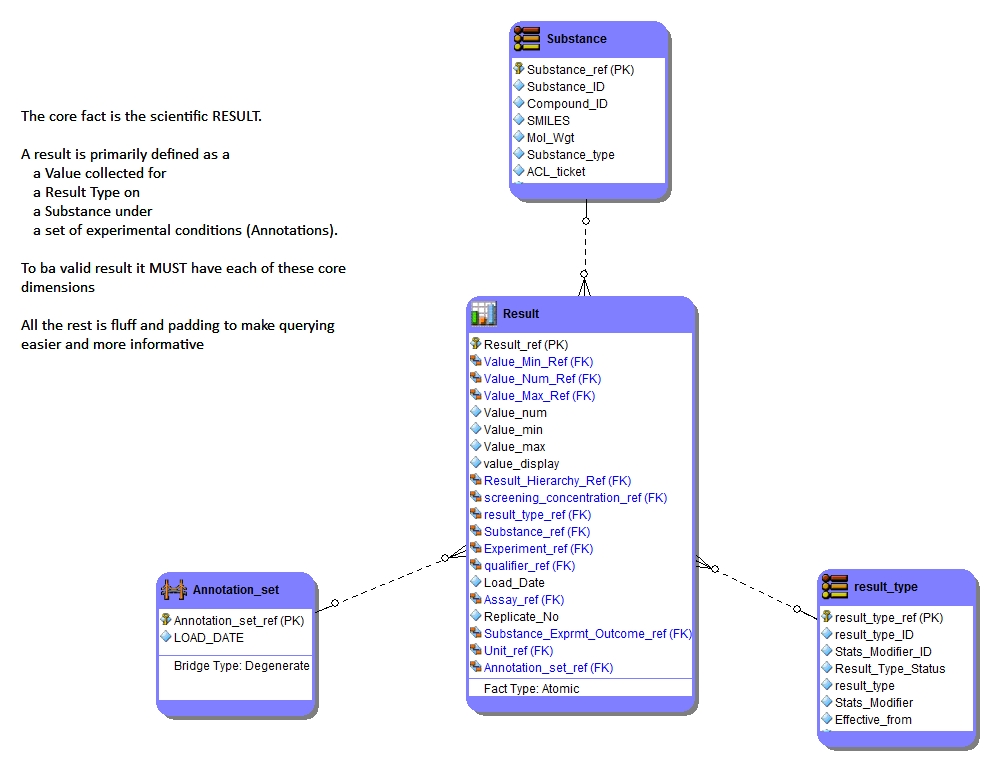 The core fact is the scientific RESULT.
A result is primarily defined as a
a Value collected for
a Result Type on
a Substance under
a set of experimental conditions (Annotations).
To ba valid result it MUST have each of these core
dimensions
All the rest is fluff and padding to make querying
easier and more informative
Substance
Substance_ref (PK)
Substance_ID
Compound_ID
SMILES
Mol_Wgt
Substance_type
ACL_ticket
Result
Result_ref (PK)
Value_Min_Ref (FK)
Value_Num_Ref (FK)
Value_Max_Ref (FK)
Value_num
Value_min
Value_max
value_display
Result_Hierarchy_Ref (FK)
screening_concentration_ref (FK)
result_type_ref (FK)
Substance_ref (FK)
Experiment_ref (FK)
qualifier_ref (FK)
Load_Date
Assay_ref (FK)
Replicate_No
Substance_Exprmt_Outcome_ref (FK)
Unit_ref (FK)
Annotation_set_ref (FK)
Fact Type: Atomic
Annotation_set
Annotation_set_ref (PK)
LOAD_DATE
Bridge Type: Degenerate
result_type
result_type_ref (PK)
result_type_ID
Stats_Modifier_ID
Result_Type_Status
result_type
Stats_Modifier
Effective_from